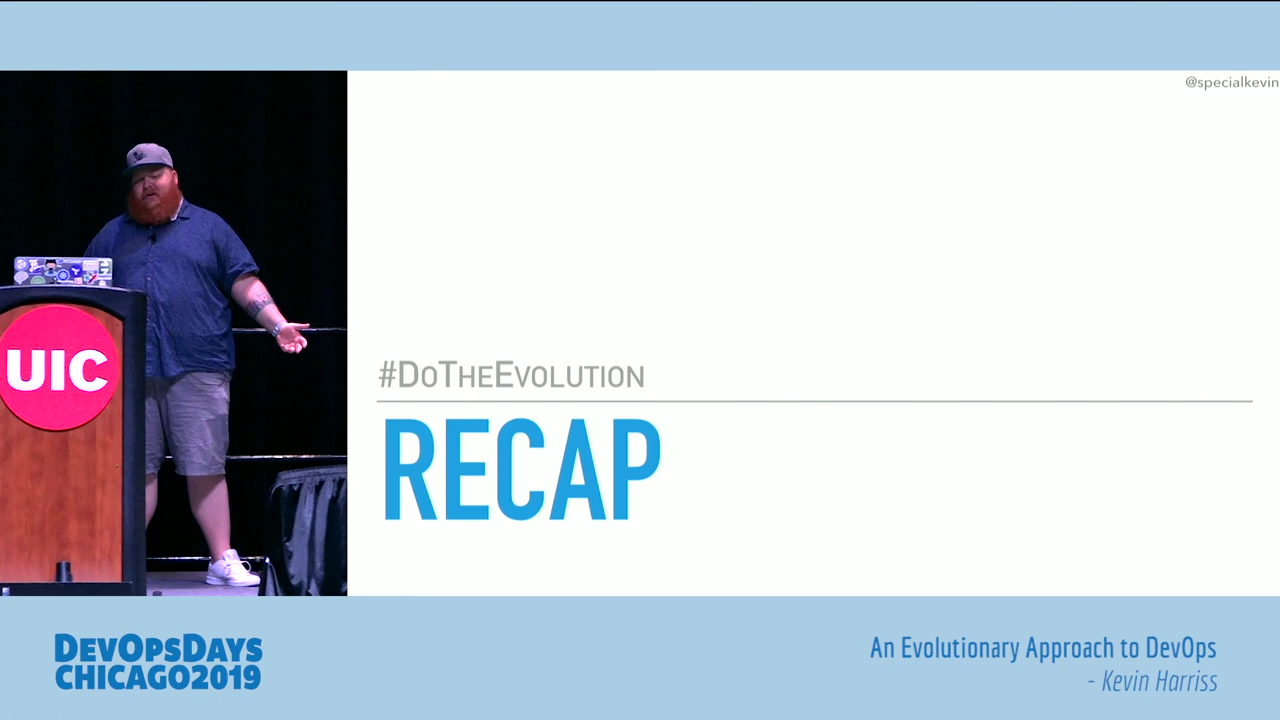 @specialkevin
#DOTHEEVOLUTION
RECAP
UIC
DEVOPSDAYS
CHICAGO2019
An Evolutionary Approach to DevOps
- Kevin Harriss